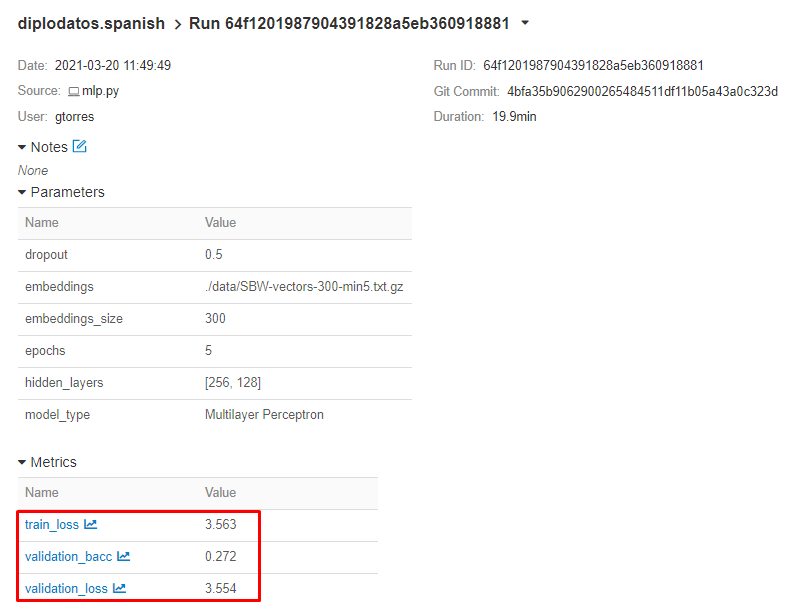 diplodatos.spanish > Run 64f1201987904391828a5eb360918881
Date: 2021-03-20 11:49:49 Run ID: 64f1201987904391828a5eb360918881
Source: mlp.py Git Commit: 4bfa35b9062900265484511df11b05a43a0c323d
User: gtorres Duration: 19.9min
Notes
None
Parameters
Name Value
dropout 0.5
embeddings ./data/SBW-vectors-300-min5.txt.gz
embeddings_size 300
epochs 5
hidden_layers [256, 128]
model_type Multilayer Perceptron
Metrics
Name Value
train_loss 3.563
validation_bacc 0.272
validation_loss 3.554